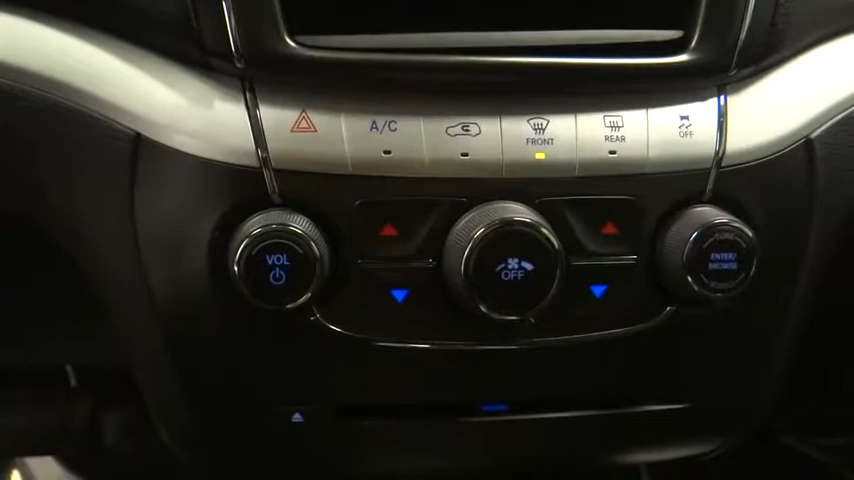 A/C
FRONT
REAR
OFF
VOL
OFF
TUNE
ENTER/
BROWSE